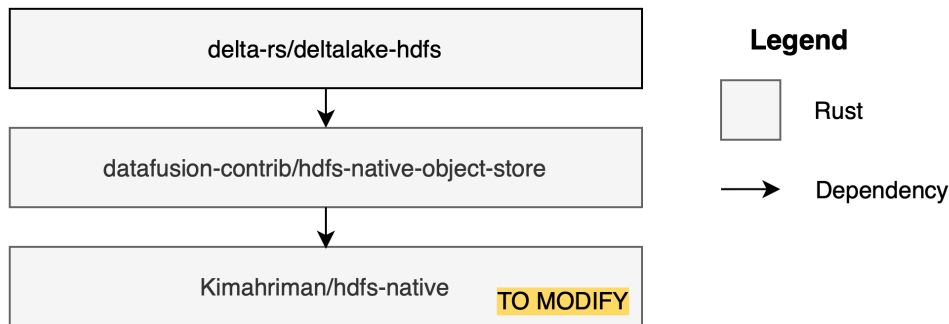 delta-rs/deltalake-hdfs
Legend
Rust
datafusion-contrib/hdfs-native-object-store
Dependency
Kimahriman/hdfs-native
TO MODIFY